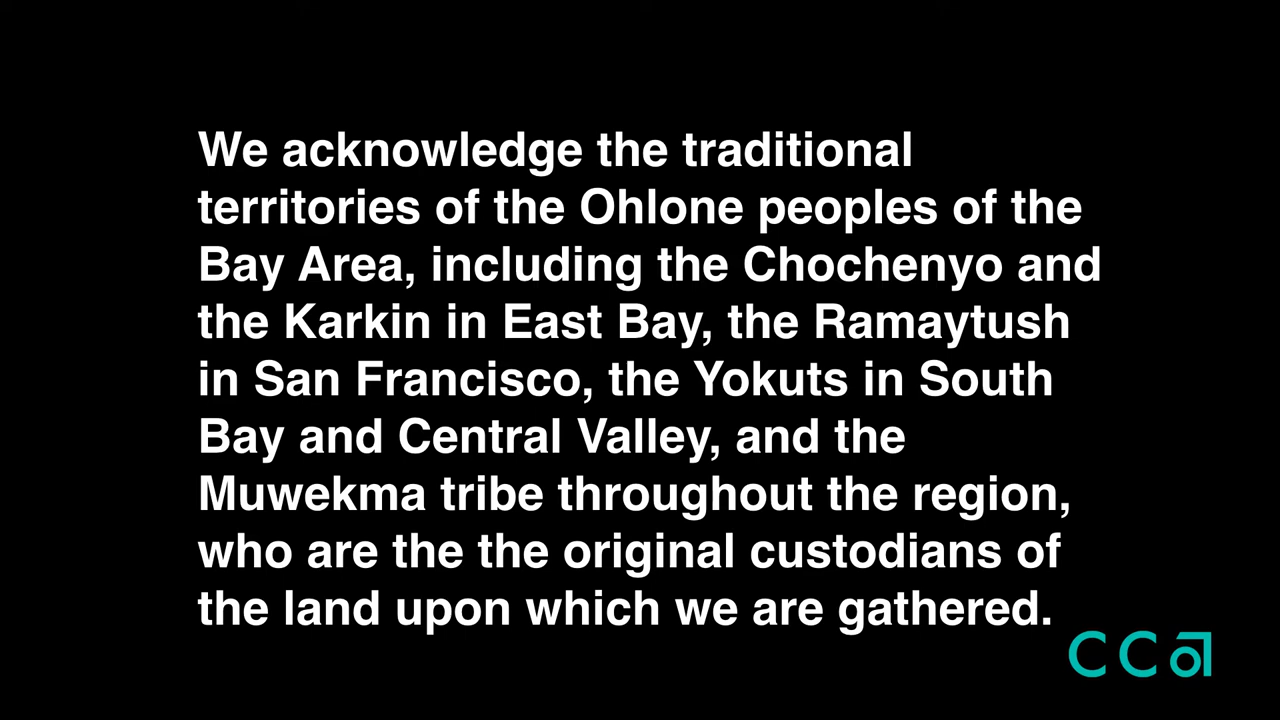 We acknowledge the traditional
territories of the Ohlone peoples of the
Bay Area, including the Chochenyo and
the Karkin in East Bay, the Ramaytush
in San Francisco, the Yokuts in South
Bay and Central Valley, and the
Muwekma tribe throughout the region,
who are the the original custodians of
the land upon which we are gathered.
CCa